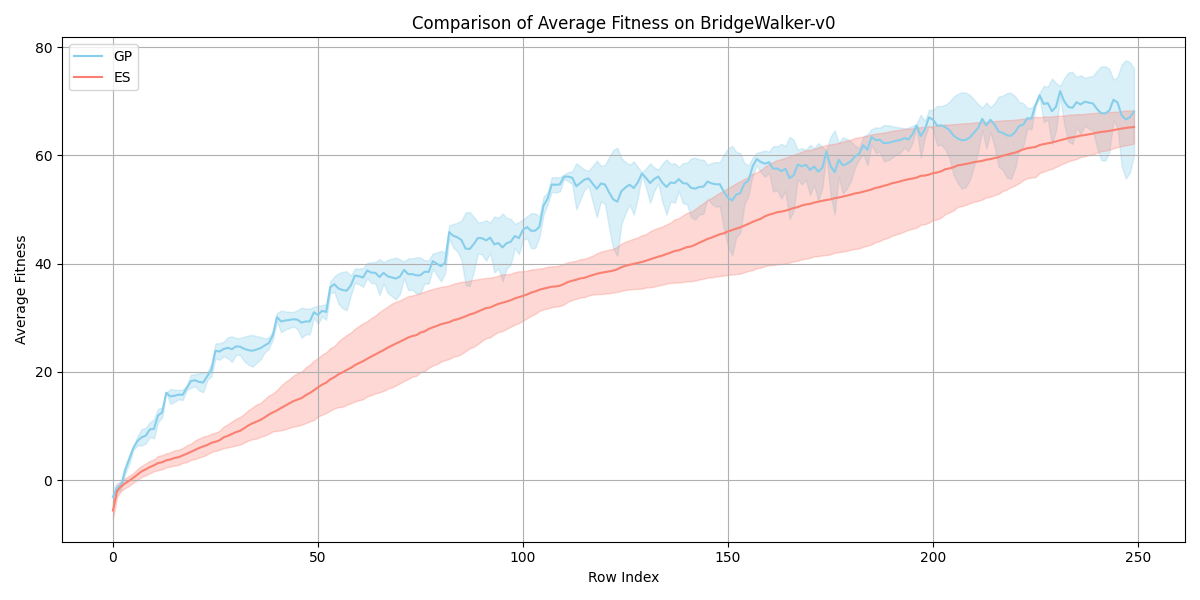 Comparison of Average Fitness on BridgeWalker-v0
GP
ES
Average Fitness
80
60
40
20
0
0 50 100 150 200 250
Row Index